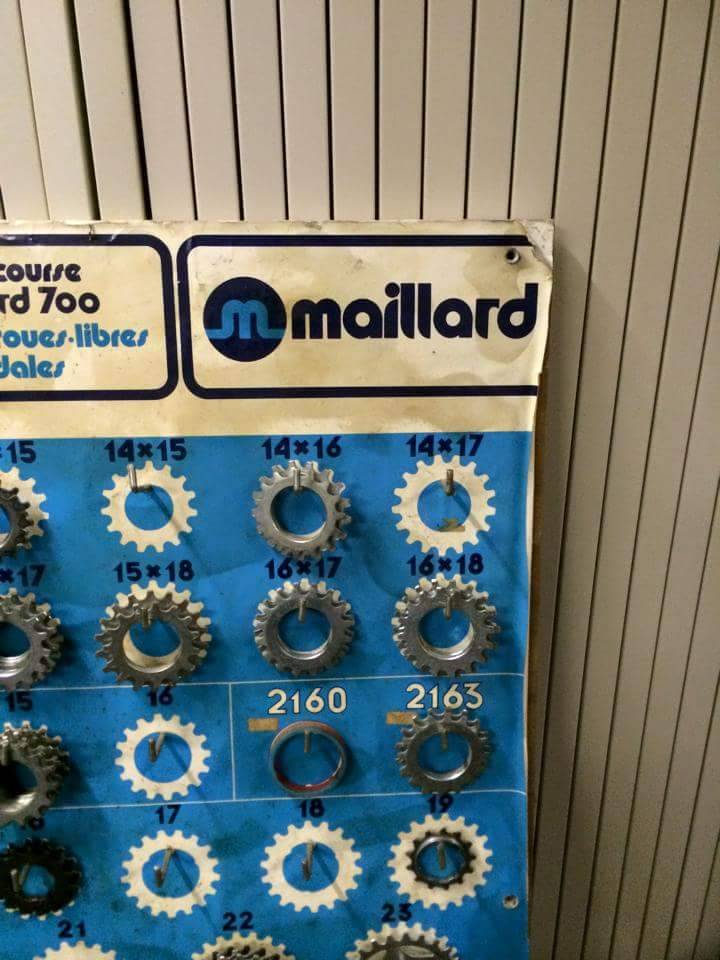 course
rd 700
roues-libres
dales
m maillard
×15 14×15 14×16 14×17
×17 15×18 16×17 16×18
15 16 2160 2163
17 18 19
21 22 23